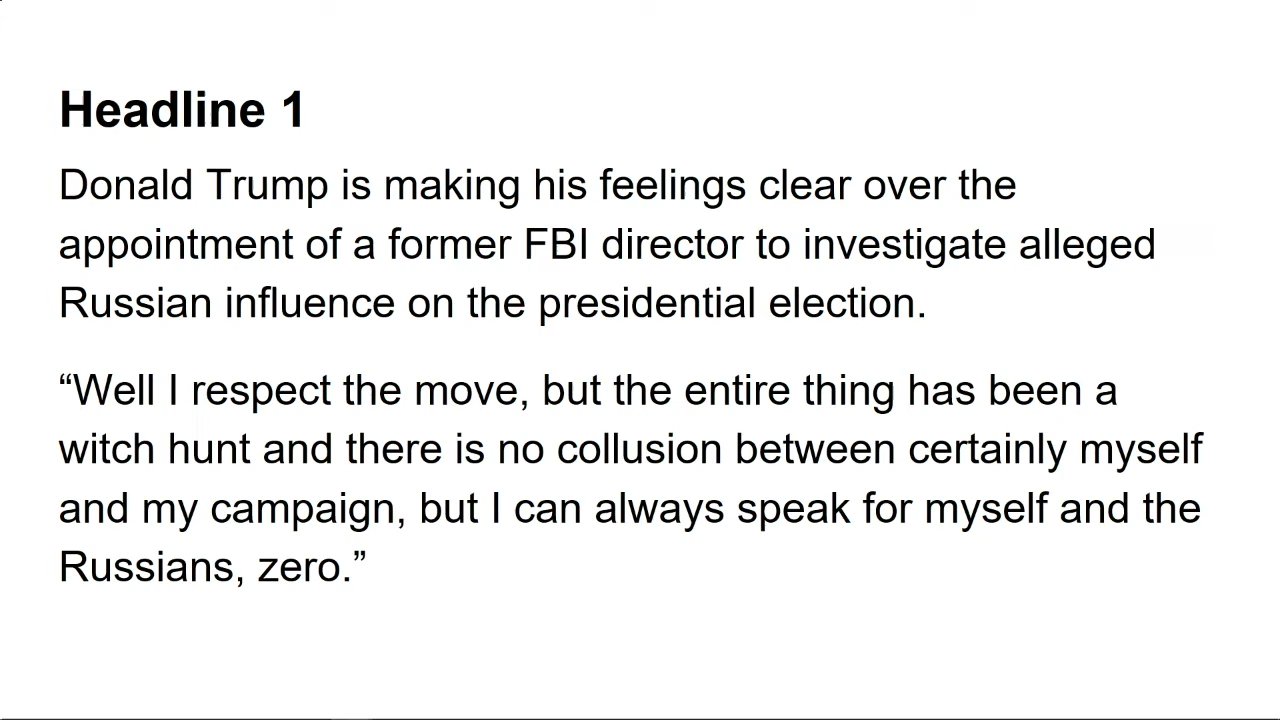 Headline 1
Donald Trump is making his feelings clear over the
appointment of a former FBI director to investigate alleged
Russian influence on the presidential election.
“Well I respect the move, but the entire thing has been a
witch hunt and there is no collusion between certainly myself
and my campaign, but I can always speak for myself and the
Russians, zero.”